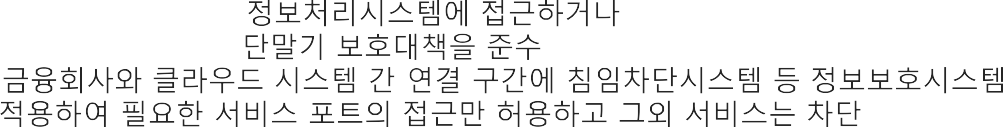 정보처리시스템에 접근하거나
단말기 보호대책을 준수
금융회사와 클라우드 시스템 간 연결 구간에 침임차단시스템 등 정보보호시스템
적용하여 필요한 서비스 포트의 접근만 허용하고 그외 서비스는 차단